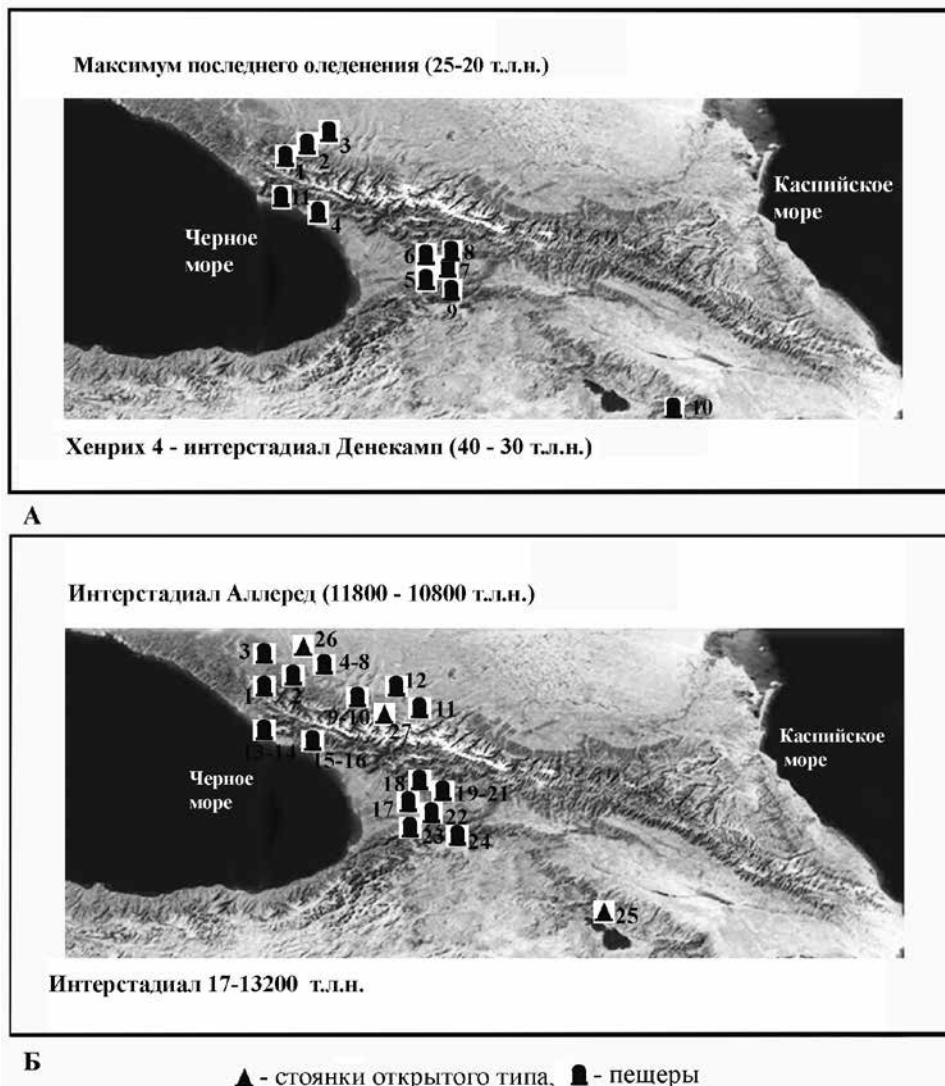 Максимум последнего оледенения (25-20 т.л.н.)
3
2
1
11
4
Каспийское
море
Черное
море
6
8
7
5
9
10
Хенрих 4 - интерстадиал Денекамп (40 - 30 т.л.н.)
А
Интерстадиал Аллеред (11800 - 10800 т.л.н.)
26
3
4-8
1
2
12
9-10
11
27
13-14
15-16
Каспийское
море
Черное
море
18
19-21
17
22
23
24
25
Интерстадиал 17-13200 т.л.н.
Б
- стоянки открытого типа, - пещеры